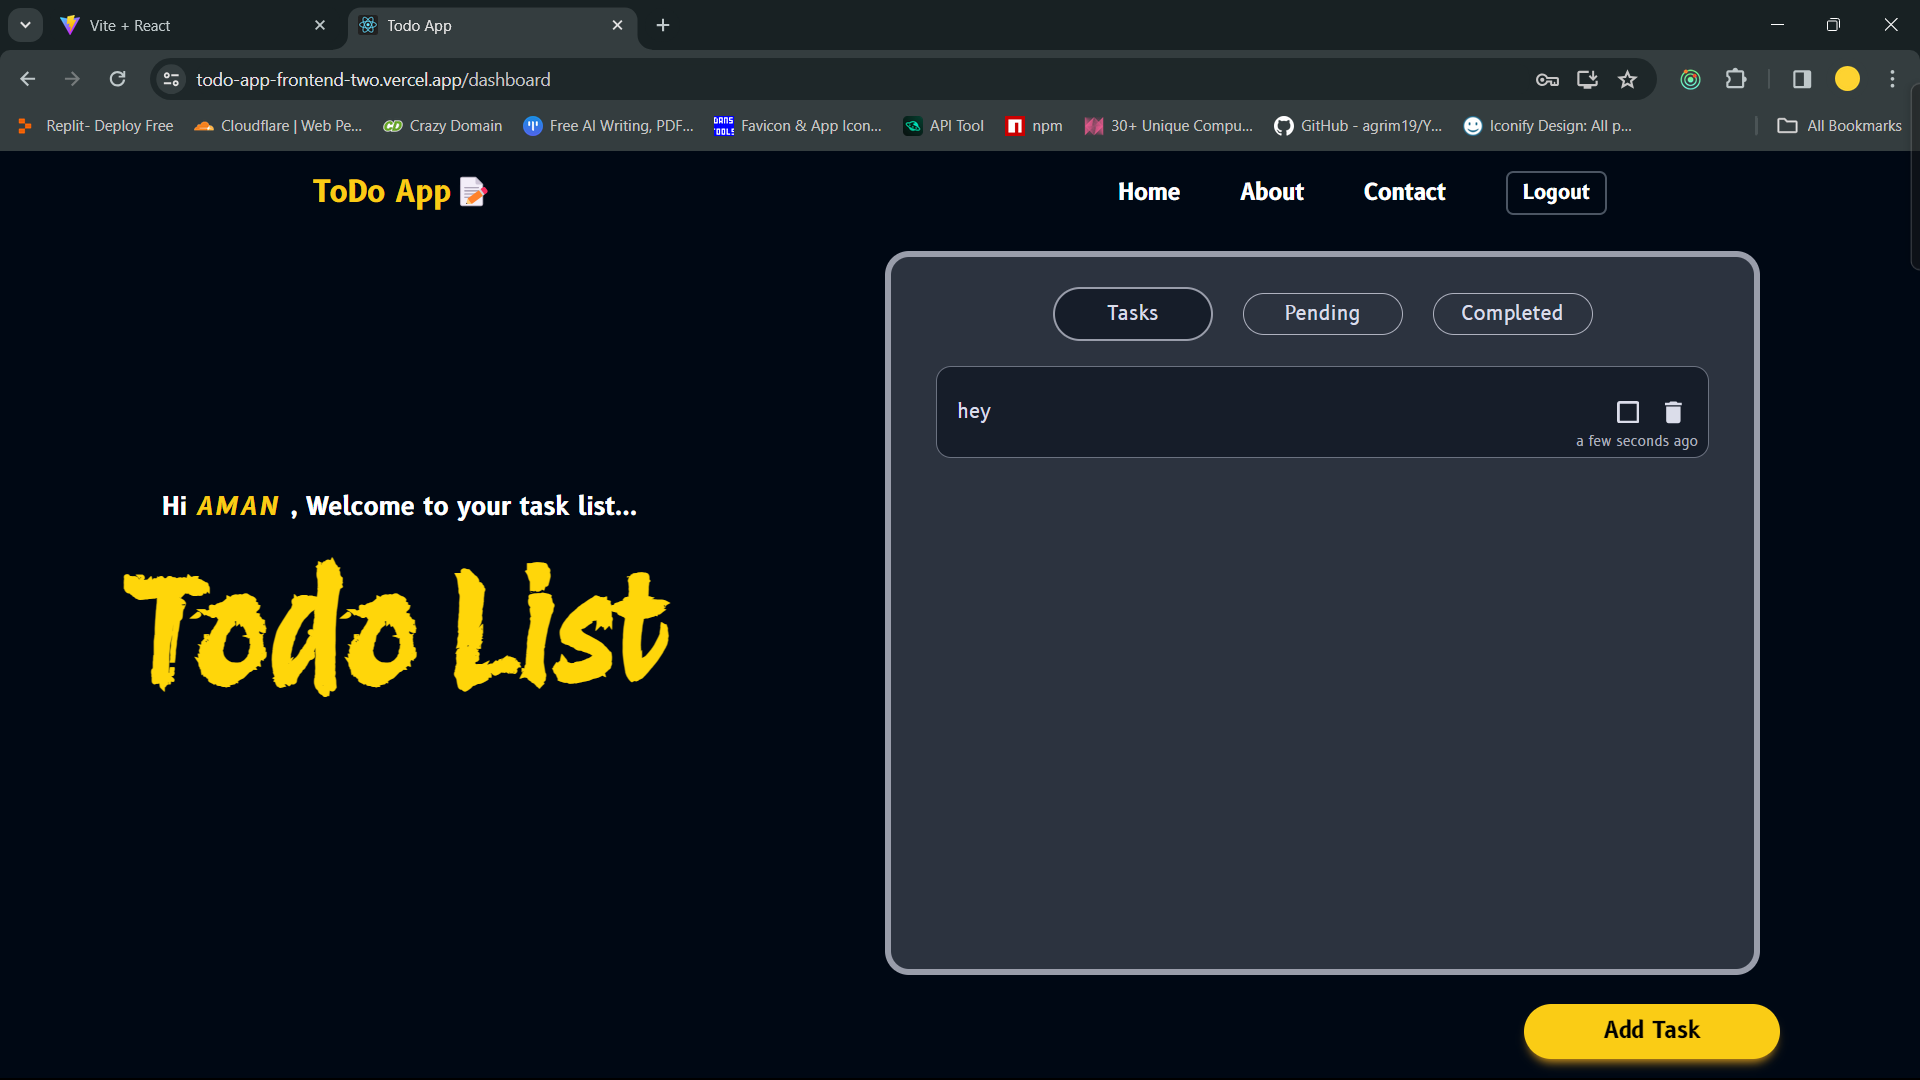 Vite + React
Todo App
todo-app-frontend-two.vercel.app/dashboard
Replit- Deploy Free
Cloudflare | Web Pe...
Crazy Domain
Free AI Writing, PDF...
Favicon & App Icon...
API Tool
npm
30+ Unique Compu...
GitHub - agrim19/Y...
Iconify Design: All p...
All Bookmarks
ToDo App
Home
About
Contact
Logout
Hi AMAN , Welcome to your task list...
Todo List
Tasks
Pending
Completed
hey
a few seconds ago
Add Task